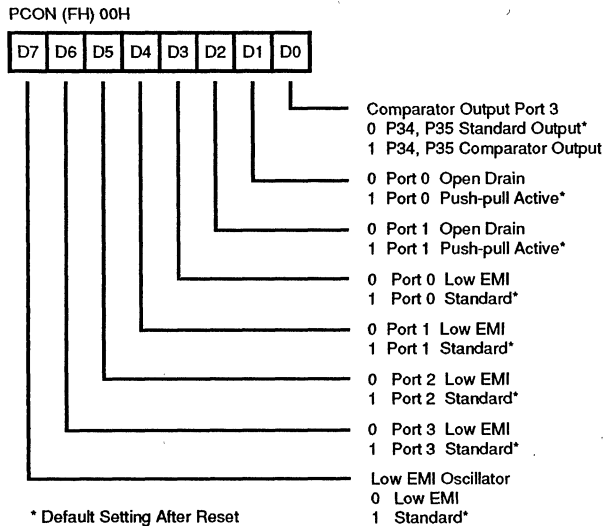 PCON (FH) 00H
D7 D6 D5 D4 D3 D2 D1 D0
Comparator Output Port 3
0 P34, P35 Standard Output*
1 P34, P35 Comparator Output
0 Port 0 Open Drain
1 Port 0 Push-pull Active*
0 Port 1 Open Drain
1 Port 1 Push-pull Active*
0 Port 0 Low EMI
1 Port 0 Standard*
0 Port 1 Low EMI
1 Port 1 Standard*
0 Port 2 Low EMI
1 Port 2 Standard*
0 Port 3 Low EMI
1 Port 3 Standard*
Low EMI Oscillator
0 Low EMI
1 Standard*
* Default Setting After Reset